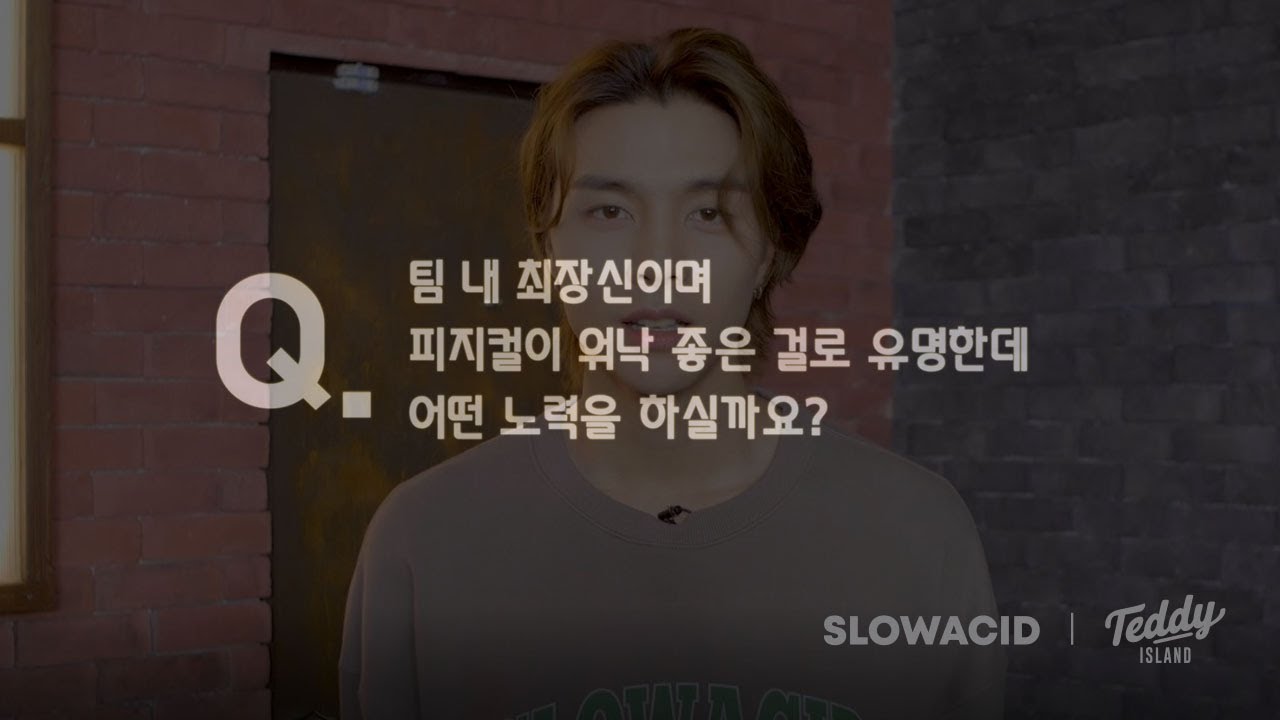 Q.
팀 내 최장신이며
피지컬이 워낙 좋은 걸로 유명한데
어떤 노력을 하실까요?
SLOWACID | Teddy
ISLAND
SLOWACID